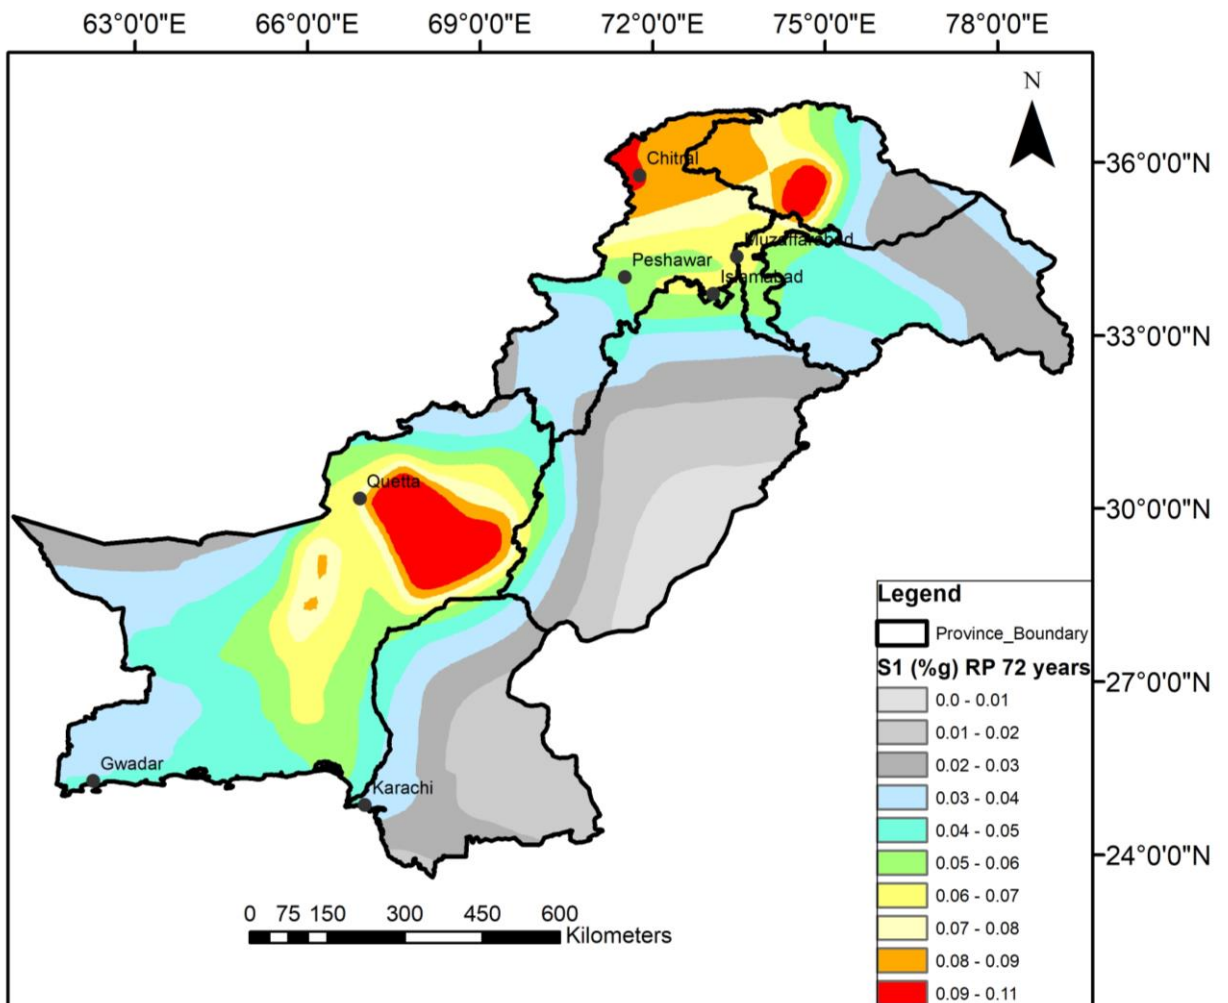 63°0'0"E 66°0'0"E 69°0'0"E 72°0'0"E 75°0'0"E 78°0'0"E
N
36°0'0"N
Chitral
Muzaffarabad
Peshawar
Islamabad
33°0'0"N
Quetta
30°0'0"N
Legend
Province_Boundary
S1 (%g) RP 72 years
27°0'0"N
0.0 - 0.01
0.01 - 0.02
0.02 - 0.03
Gwadar
Karachi
0.03 - 0.04
0.04 - 0.05
24°0'0"N
0.05 - 0.06
0.06 - 0.07
0.07 - 0.08
0.08 - 0.09
0.09 - 0.11
0 75 150 300 450 600
Kilometers